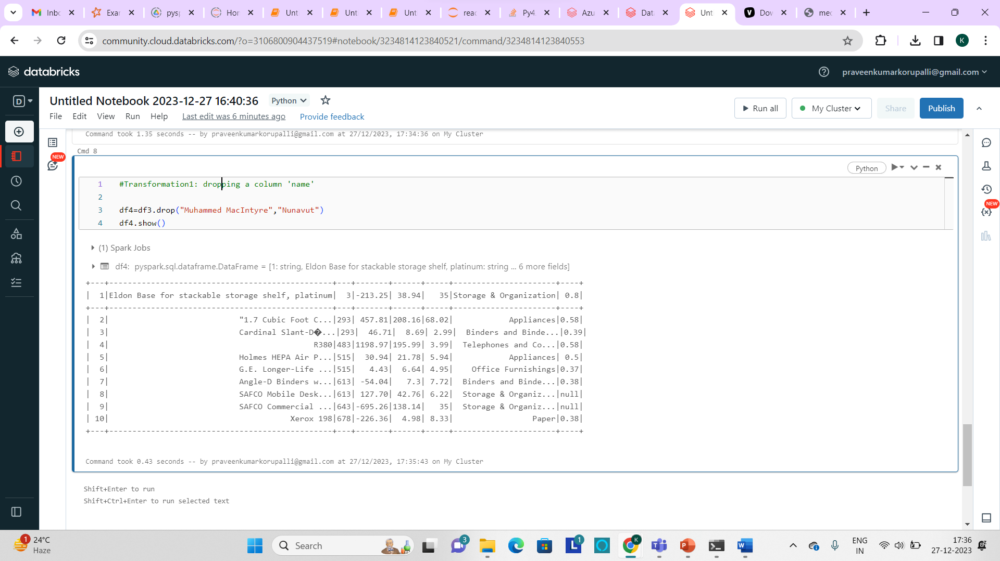 Inbc
Exar
pysp
Hor
Unt
Unt
Unt
reac
Py4
Azu
Dat
Unt
Dov
mec
community.cloud.databricks.com/?o=3106800904437519#notebook/3234814123840521/command/3234814123840553
K
databricks
praveenkumarkorupalli@gmail.com
D
Untitled Notebook 2023-12-27 16:40:36 Python
Run all
My Cluster
Share
Publish
File Edit View Run Help Last edit was 6 minutes ago Provide feedback
Command took 1.35 seconds -- by praveenkumarkorupalli@gmail.com at 27/12/2023, 17:34:36 on My Cluster
Cmd 8
NEW
Python
1 #Transformation1: dropping a column 'name'
2
3 df4=df3.drop("Muhammed MacIntyre","Nunavut")
4 df4.show()
NEW
(1) Spark Jobs
df4: pyspark.sql.dataframe.DataFrame = [1: string, Eldon Base for stackable storage shelf, platinum: string ... 6 more fields]
+---+------------------------------------------------+---+-------+------+-----+----------------------+----+
|  1|Eldon Base for stackable storage shelf, platinum|  3|-213.25| 38.94|   35|Storage & Organization| 0.8|
+---+------------------------------------------------+---+-------+------+-----+----------------------+----+
|  2|                            "1.7 Cubic Foot C...|293| 457.81|208.16|68.02|            Appliances|0.58|
|  3|                            Cardinal Slant-D�...|293|  46.71|  8.69| 2.99|  Binders and Binde...|0.39|
|  4|                                            R380|483|1198.97|195.99| 3.99|  Telephones and Co...|0.58|
|  5|                            Holmes HEPA Air P...|515|  30.94| 21.78| 5.94|            Appliances| 0.5|
|  6|                            G.E. Longer-Life ...|515|   4.43|  6.64| 4.95|    Office Furnishings|0.37|
|  7|                            Angle-D Binders w...|613| -54.04|   7.3| 7.72|  Binders and Binde...|0.38|
|  8|                            SAFCO Mobile Desk...|613| 127.70| 42.76| 6.22|  Storage & Organiz...|null|
|  9|                            SAFCO Commercial ...|643|-695.26|138.14|   35|  Storage & Organiz...|null|
| 10|                                       Xerox 198|678|-226.36|  4.98| 8.33|                 Paper|0.38|
+---+------------------------------------------------+---+-------+------+-----+----------------------+----+
Command took 0.43 seconds -- by praveenkumarkorupalli@gmail.com at 27/12/2023, 17:35:43 on My Cluster
Shift+Enter to run
Shift+Ctrl+Enter to run selected text
1
24°C
Haze
Search
3
1
K
ENG
IN
17:36
27-12-2023